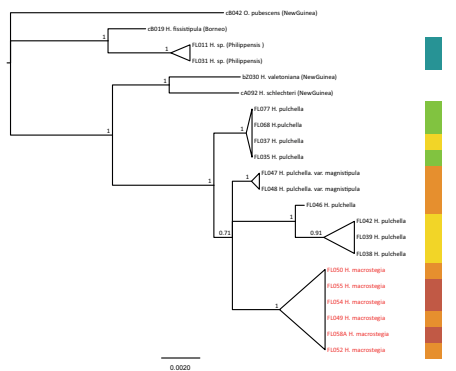 cB042 O. pubescens (NewGuinea)
cB019 H. fissistipula (Borneo)
1
FL011 H. sp. (Philippensis )
1
FL031 H. sp. (Philippensis)
bZ030 H. valetoniana (NewGuinea)
1
cA092 H. schlechteri (NewGuinea)
FL077 H. pulchella
1
FL068 H.pulchella
1
FL037 H. pulchella
FL035 H. pulchella
FL047 H. pulchella. var. magnistipula
1
1
FL048 H. pulchella. var. magnistipula
FL046 H. pulchella
1
FL042 H. pulchella
0.71
0.91
FL039 H. pulchella
FL038 H. pulchella
FL050 H. macrostegia
FL055 H. macrostegia
FL054 H. macrostegia
1
FL049 H. macrostegia
FL058A H. macrostegia
FL052 H. macrostegia
0.0020